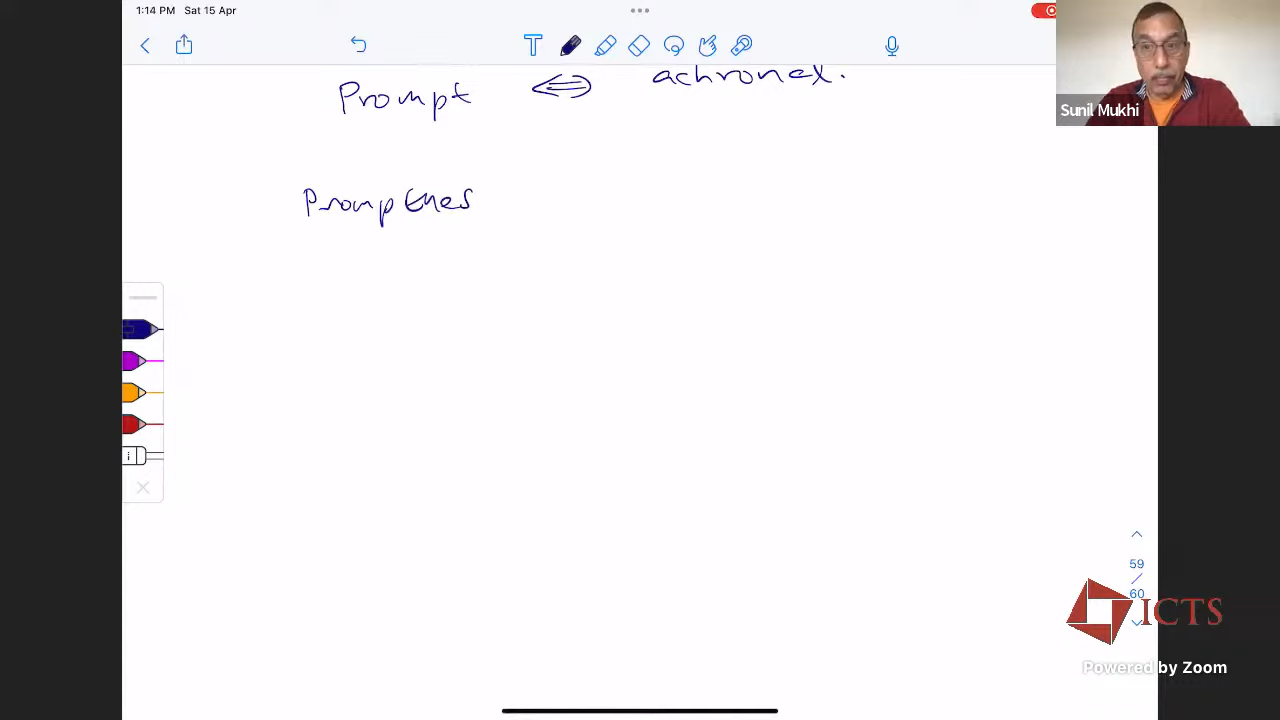 1:14 PM Sat 15 Apr
Prompt ⇔ achronal.
Promptness
Sunil Mukhi
i
59
/
60
ICTS
Powered by Zoom